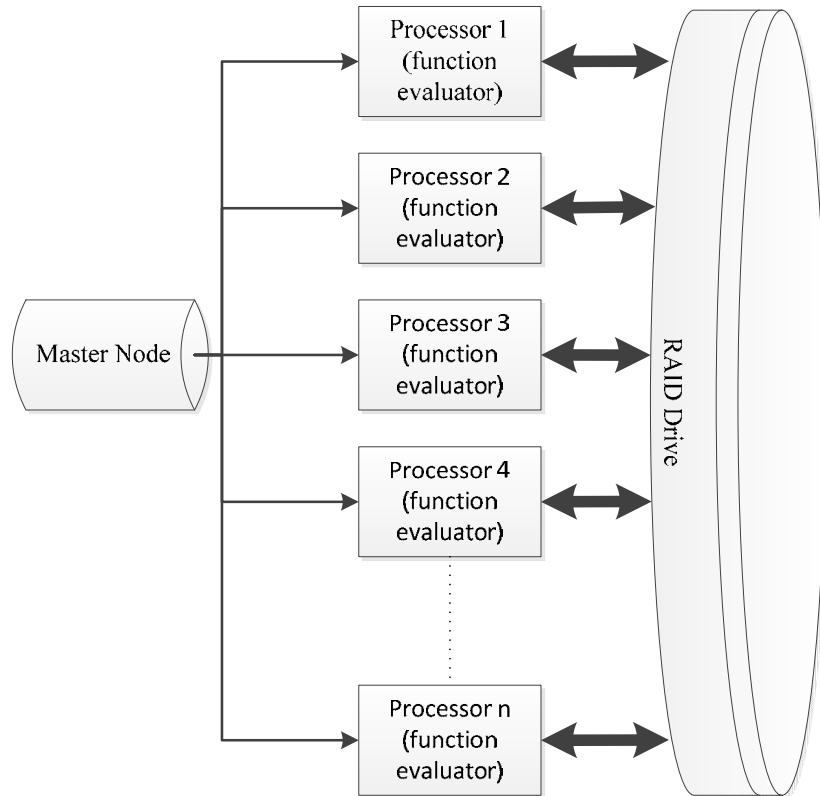 Processor 1
(function
evaluator)
Processor 2
(function
evaluator)
Master Node
Processor 3
(function
evaluator)
RAID Drive
Processor 4
(function
evaluator)
Processor n
(function
evaluator)